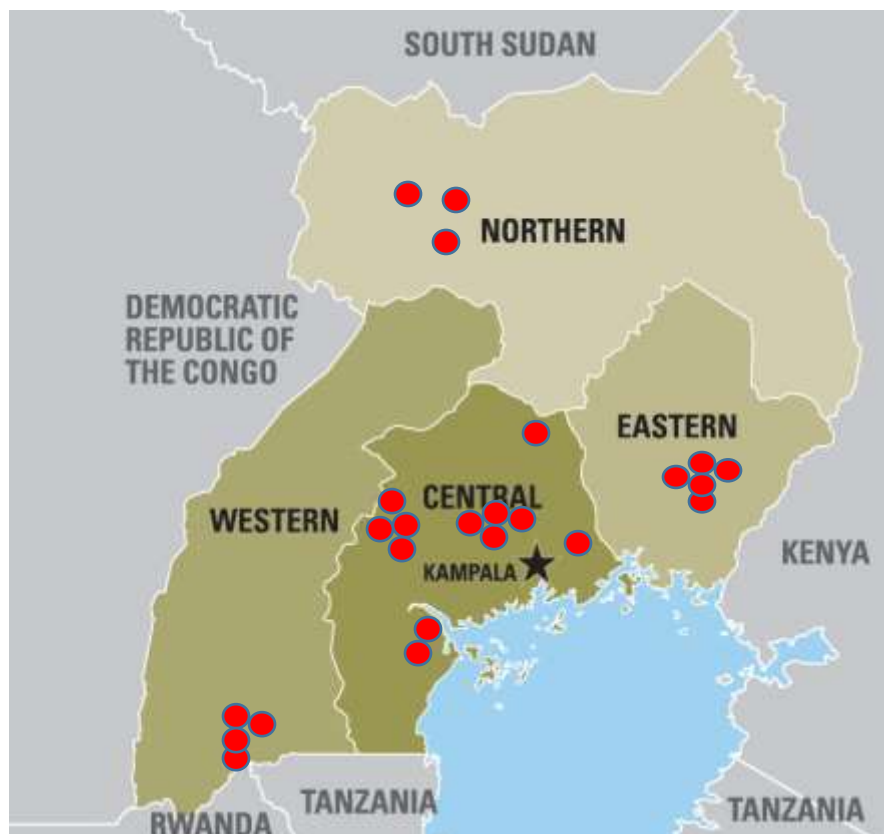 SOUTH SUDAN
NORTHERN
DEMOCRATIC
REPUBLIC OF
THE CONGO
EASTERN
CENTRAL
WESTERN
KENYA
KAMPALA
TANZANIA
TANZANIA
RWANDA